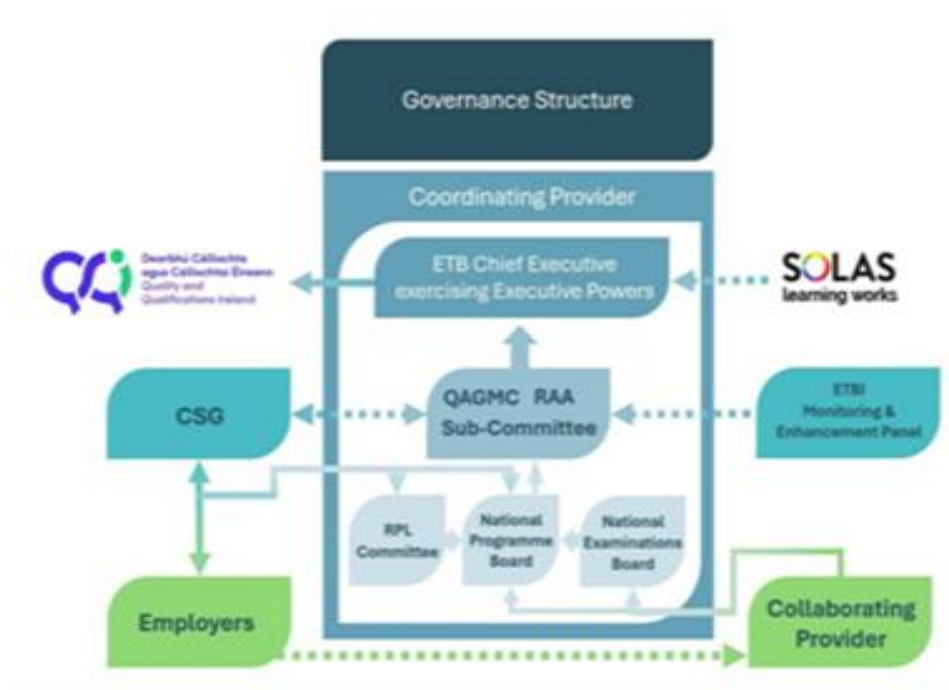 Governance Structure
Coordinating Provider
Dearbhú Cáilíochta
agus Cáilíochtaí Éireann
Quality and
Qualifications Ireland
ETB Chief Executive
exercising Executive Powers
SOLAS
learning works
CSG
QAGMC RAA
Sub-Committee
ETBI
Monitoring &
Enhancement Panel
RPL
Committee
National
Programme
Board
National
Examinations
Board
Employers
Collaborating
Provider